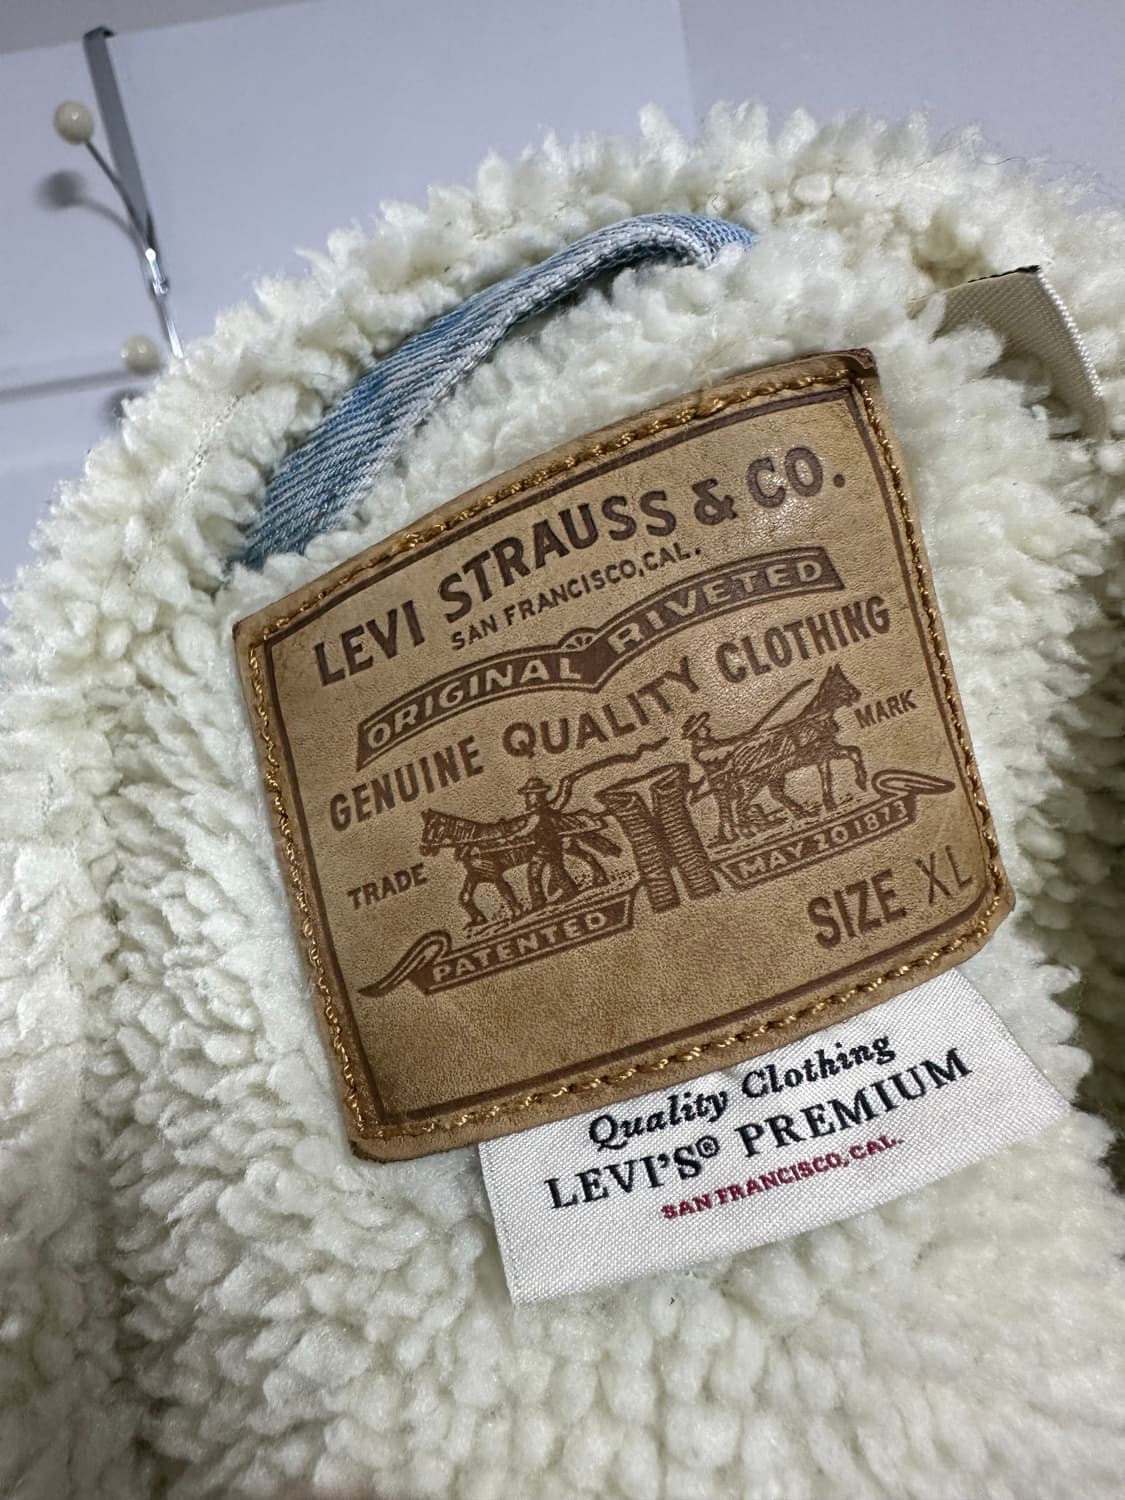 LEVI STRAUSS & CO.
SAN FRANCISCO, CAL.
ORIGINAL RIVETED
GENUINE QUALITY CLOTHING
TRADE MARK
PATENTED MAY 20 1873
SIZE XL
Quality Clothing
LEVI'S® PREMIUM
SAN FRANCISCO, CAL.